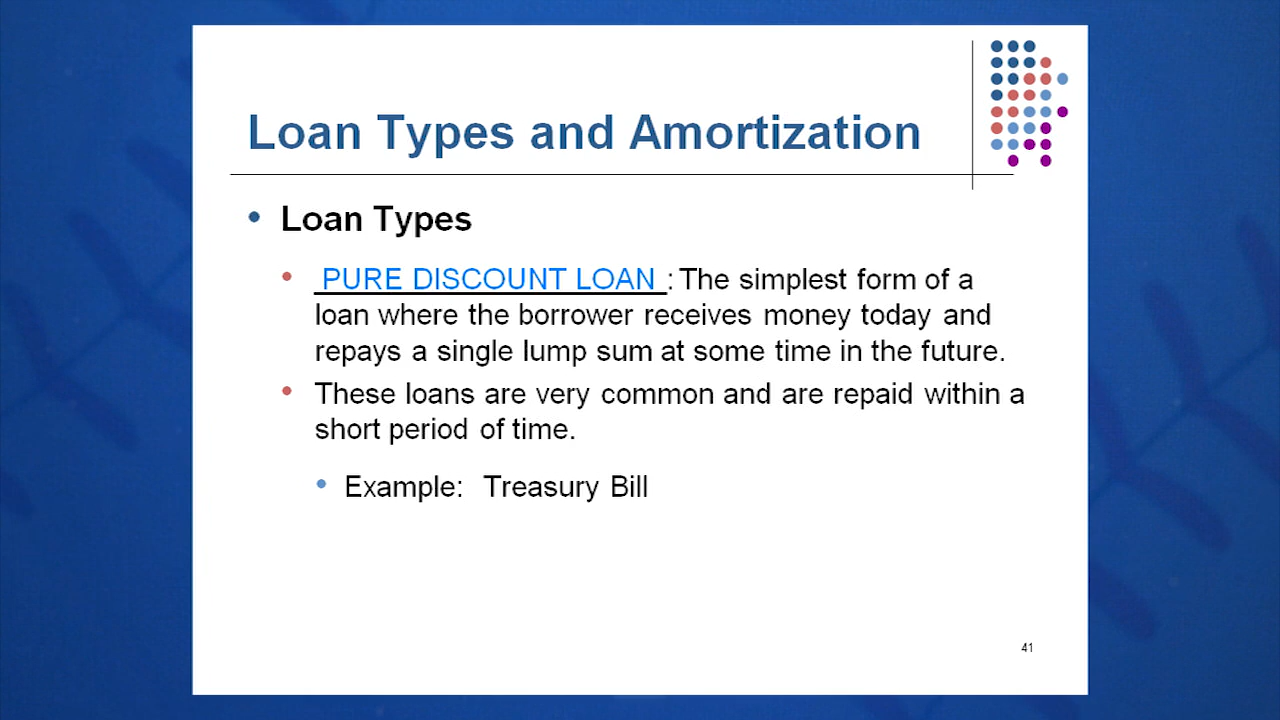 Loan Types and Amortization
Loan Types
PURE DISCOUNT LOAN : The simplest form of a
loan where the borrower receives money today and
repays a single lump sum at some time in the future.
These loans are very common and are repaid within a
short period of time.
Example: Treasury Bill
41